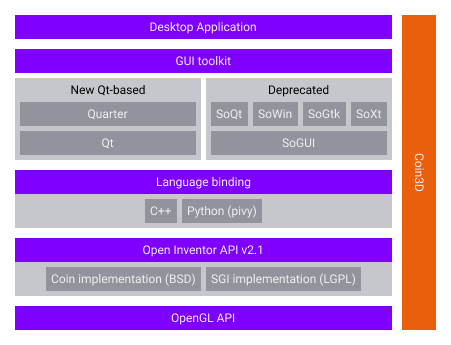 Desktop Application
GUI toolkit
New Qt-based
Quarter
Qt
Deprecated
SoQt SoWin SoGtk SoXt
SoGUI
Language binding
C++ Python (pivy)
Open Inventor API v2.1
Coin implementation (BSD) SGI implementation (LGPL)
OpenGL API
Coin3D